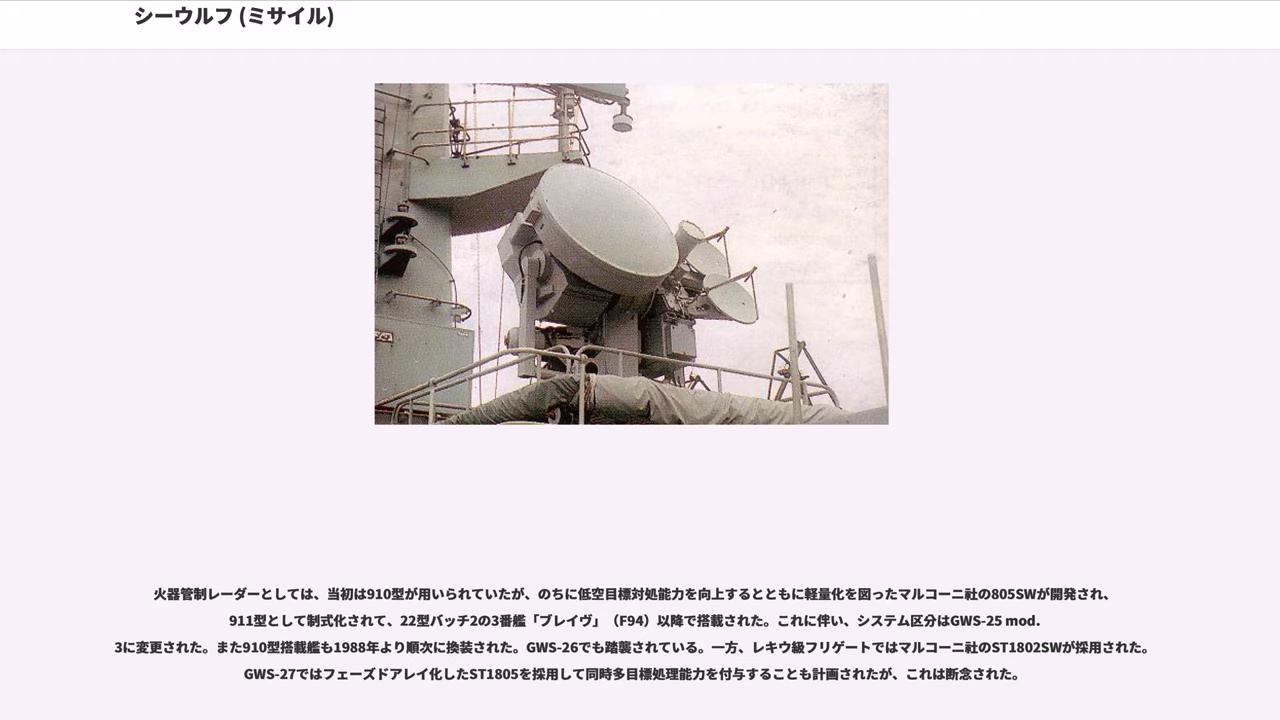 シーウルフ (ミサイル)
火器管制レーダーとしては、当初は910型が用いられていたが、のちに低空目標対処能力を向上するとともに軽量化を図ったマルコーニ社の805SWが開発され、
911型として制式化されて、22型バッチ2の3番艦「ブレイヴ」（F94）以降で搭載された。これに伴い、システム区分はGWS-25 mod.
3に変更された。また910型搭載艦も1988年より順次に換装された。GWS-26でも踏襲されている。一方、レキウ級フリゲートではマルコーニ社のST1802SWが採用された。
GWS-27ではフェーズドアレイ化したST1805を採用して同時多目標処理能力を付与することも計画されたが、これは断念された。